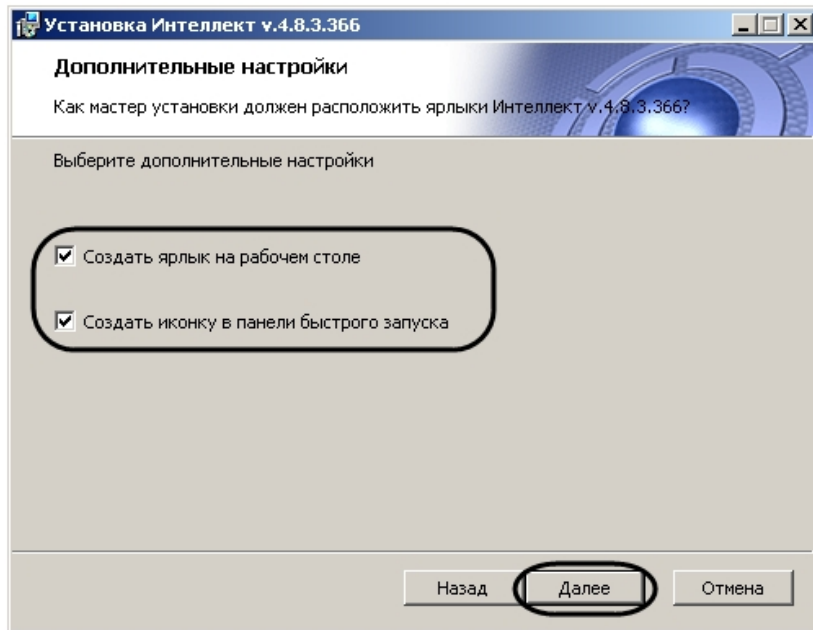 Установка Интеллект v.4.8.3.366
Дополнительные настройки
Как мастер установки должен расположить ярлыки Интеллект v.4.8.3.366?
Выберите дополнительные настройки
Создать ярлык на рабочем столе
Создать иконку в панели быстрого запуска
Назад Далее Отмена